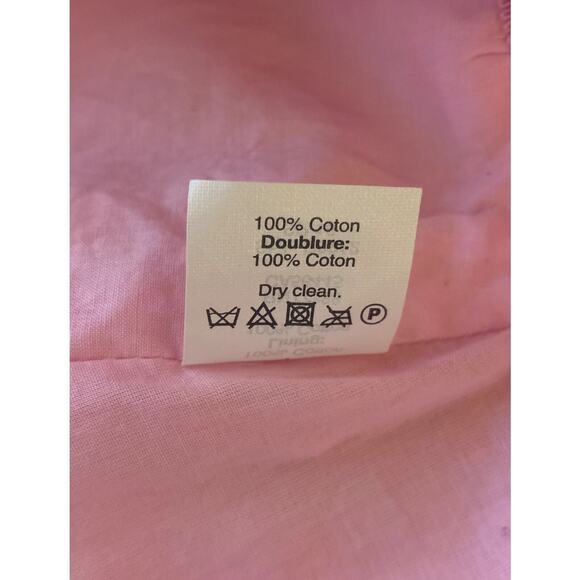 100% Coton
Doublure:
100% Coton
Dry clean.
P